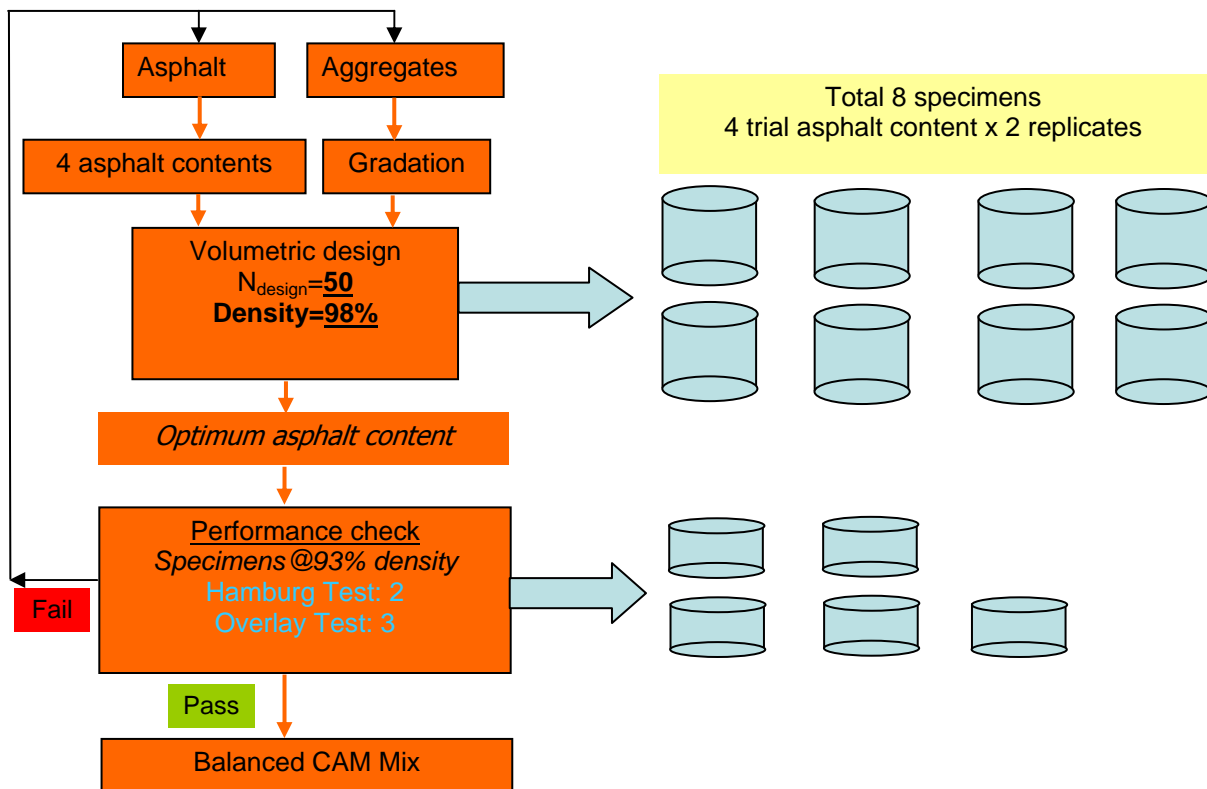 Asphalt
Aggregates
4 asphalt contents
Gradation
Total 8 specimens
4 trial asphalt content x 2 replicates
Volumetric design
Ndesign=50
Density=98%
Optimum asphalt content
Performance check
Specimens@93% density
Hamburg Test: 2
Overlay Test: 3
Fail
Pass
Balanced CAM Mix